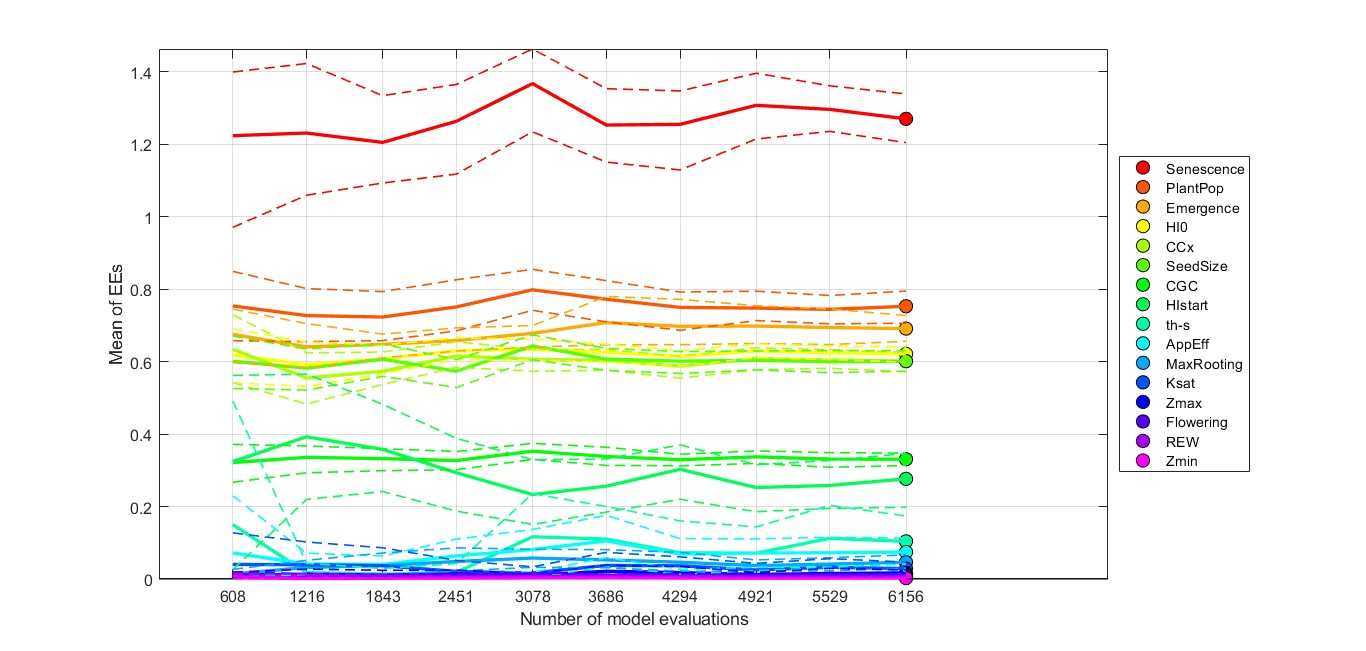 1.4
1.2
1
0.8
0.6
0.4
0.2
0
Mean of EEs
608 1216 1843 2451 3078 3686 4294 4921 5529 6156
Number of model evaluations
Senescence
PlantPop
Emergence
HI0
CCx
SeedSize
CGC
HIstart
th-s
AppEff
MaxRooting
Ksat
Zmax
Flowering
REW
Zmin